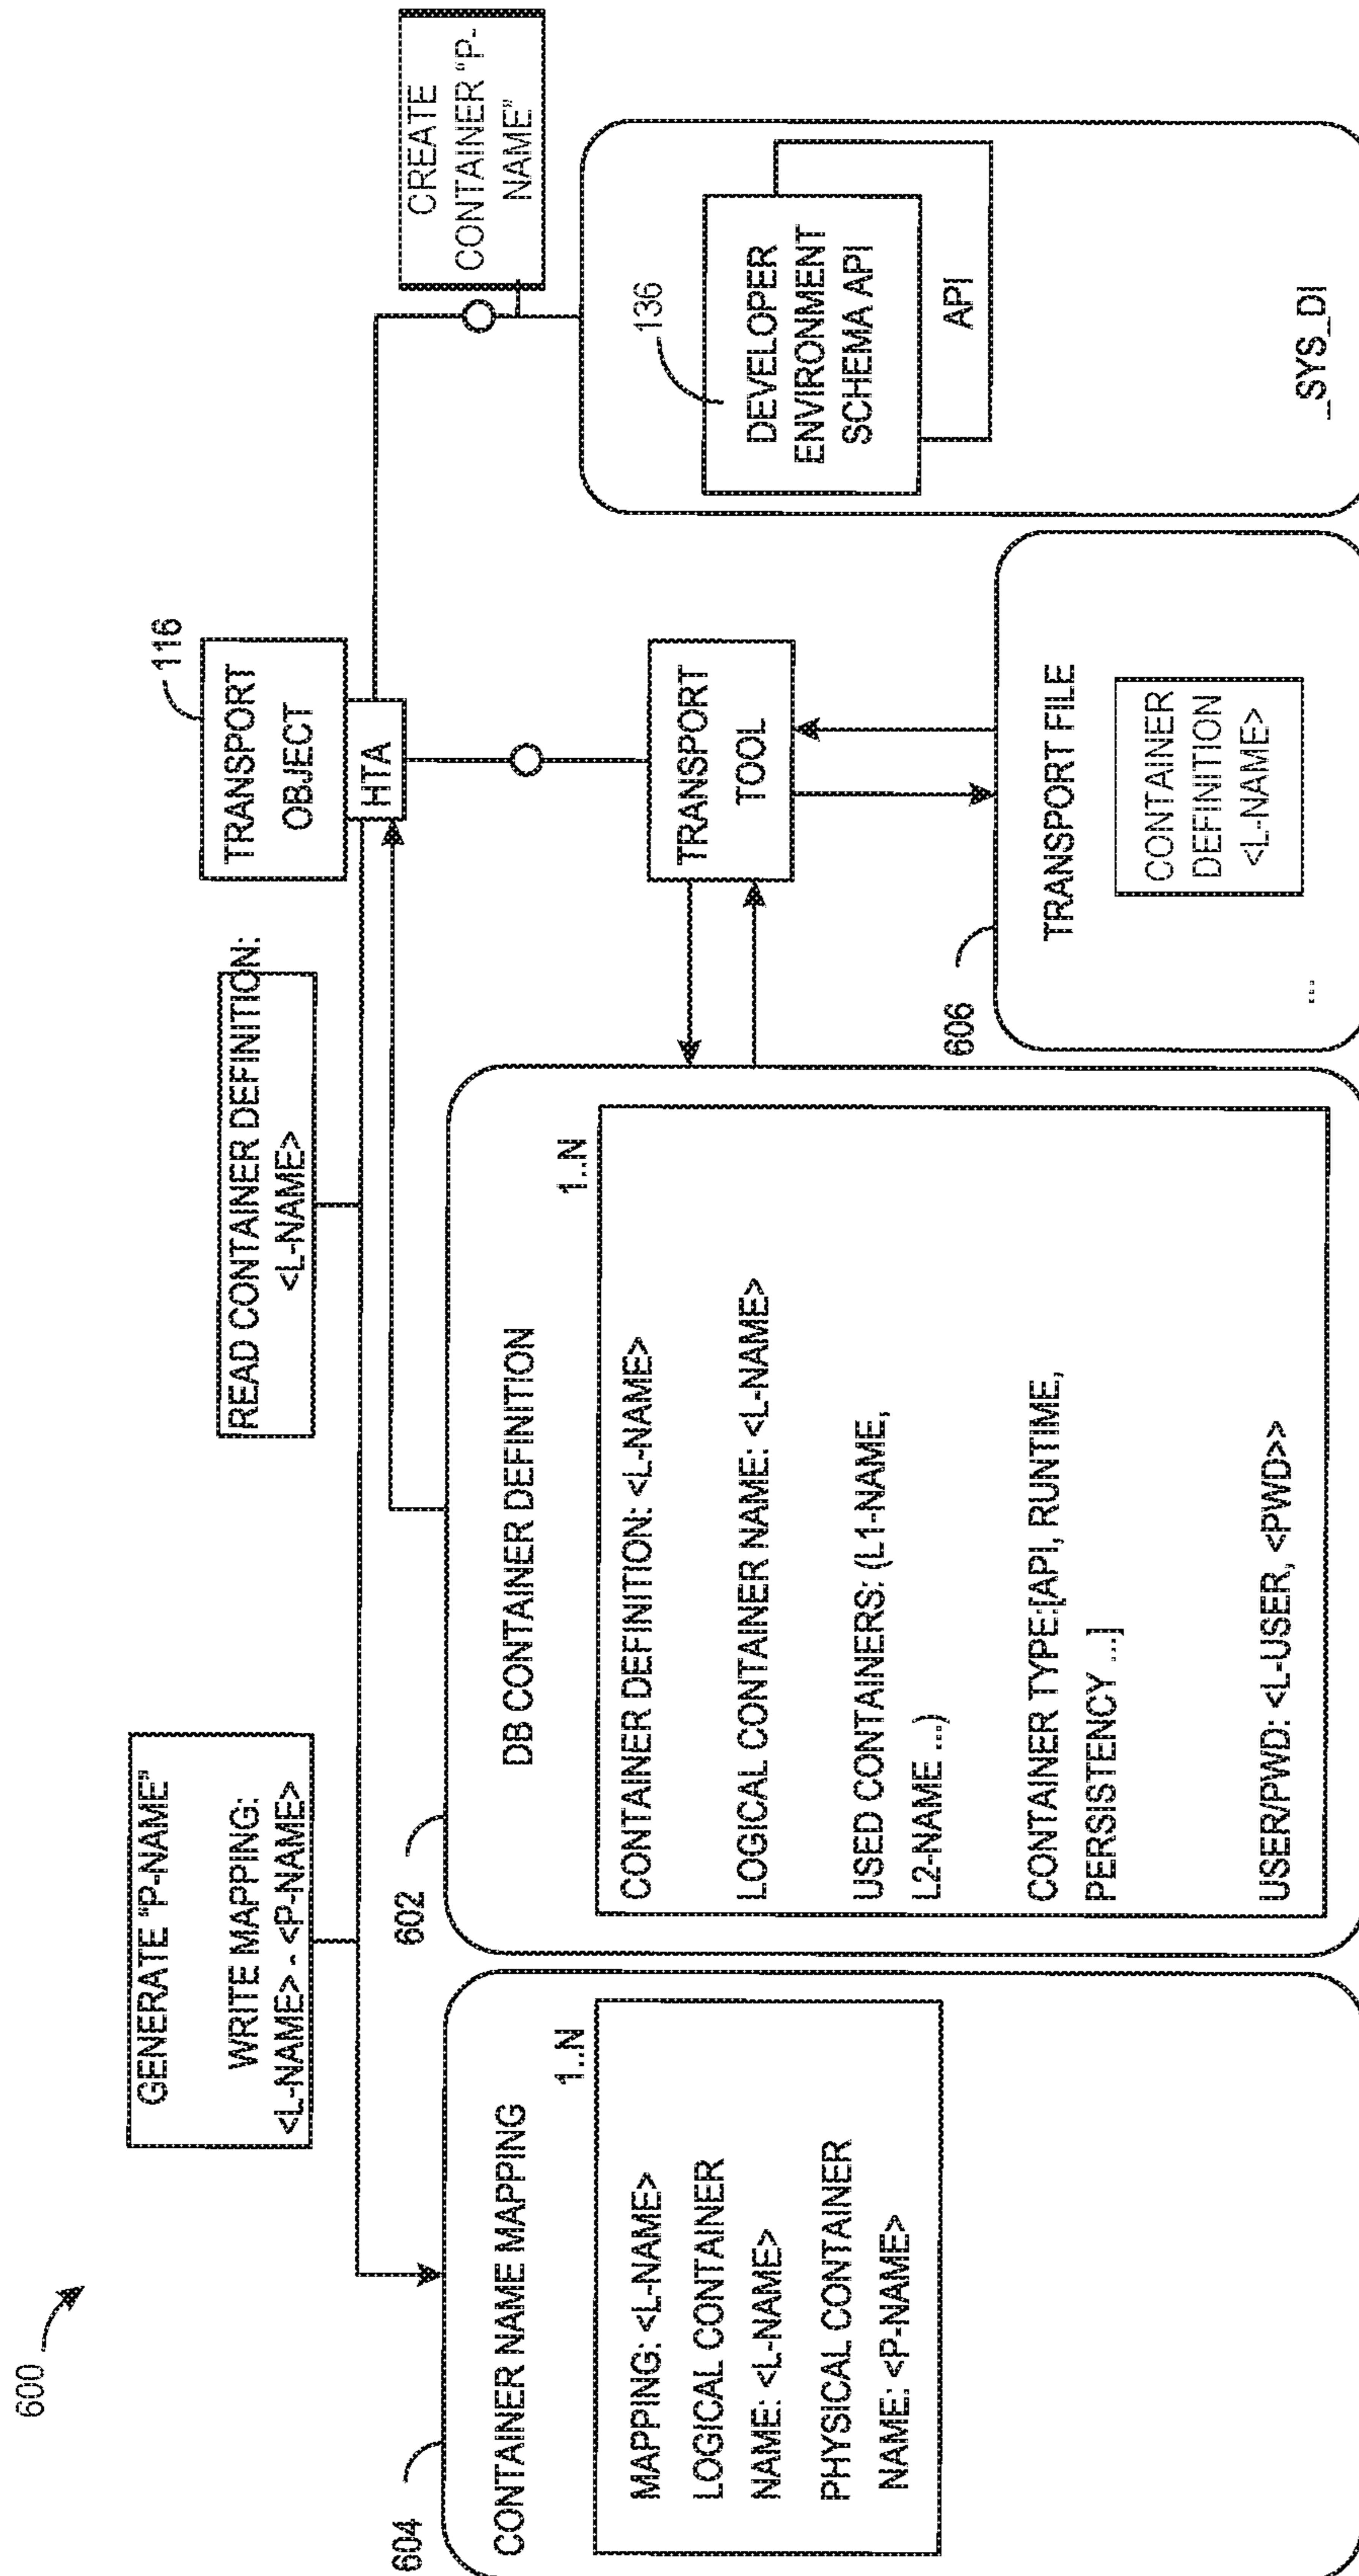 600
GENERATE "P-NAME"
WRITE MAPPING:
<L-NAME> - <P-NAME>
READ CONTAINER DEFINITION:
<L-NAME>
116
TRANSPORT
OBJECT
HTA
CREATE
CONTAINER "P-
NAME"
604
CONTAINER NAME MAPPING
1..N
MAPPING: <L-NAME>
LOGICAL CONTAINER
NAME: <L-NAME>
PHYSICAL CONTAINER
NAME: <P-NAME>
602
DB CONTAINER DEFINITION
1..N
CONTAINER DEFINITION: <L-NAME>
LOGICAL CONTAINER NAME: <L-NAME>
USED CONTAINERS: (L1-NAME,
L2-NAME ...)
CONTAINER TYPE:[API, RUNTIME,
PERSISTENCY ...]
USER/PWD: <L-USER, <PWD>>
TRANSPORT
TOOL
606
TRANSPORT FILE
CONTAINER
DEFINITION
<L-NAME>
...
136
DEVELOPER
ENVIRONMENT
SCHEMA API
API
_SYS_DI